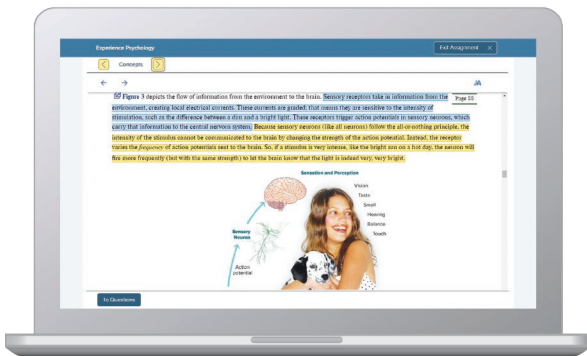 Experience Psychology
Exit Assignment ×
Concepts
Figure 3 depicts the flow of information from the environment to the brain. Sensory receptors take in information from the
environment, creating local electrical currents. These currents are graded; that means they are sensitive to the intensity of
stimulation, such as the difference between a dim and a bright light. These receptors trigger action potentials in sensory neurons, which
carry that information to the central nervous system. Because sensory neurons (like all neurons) follow the all-or-nothing principle, the
intensity of the stimulus cannot be communicated to the brain by changing the strength of the action potential. Instead, the receptor
varies the frequency of action potentials sent to the brain. So, if a stimulus is very intense, like the bright sun on a hot day, the neuron will
fire more frequently (but with the same strength) to let the brain know that the light is indeed very, very bright.
Sensation and Perception
Vision
Taste
Smell
Hearing
Balance
Touch
Sensory
Neuron
Action
potential
To Questions